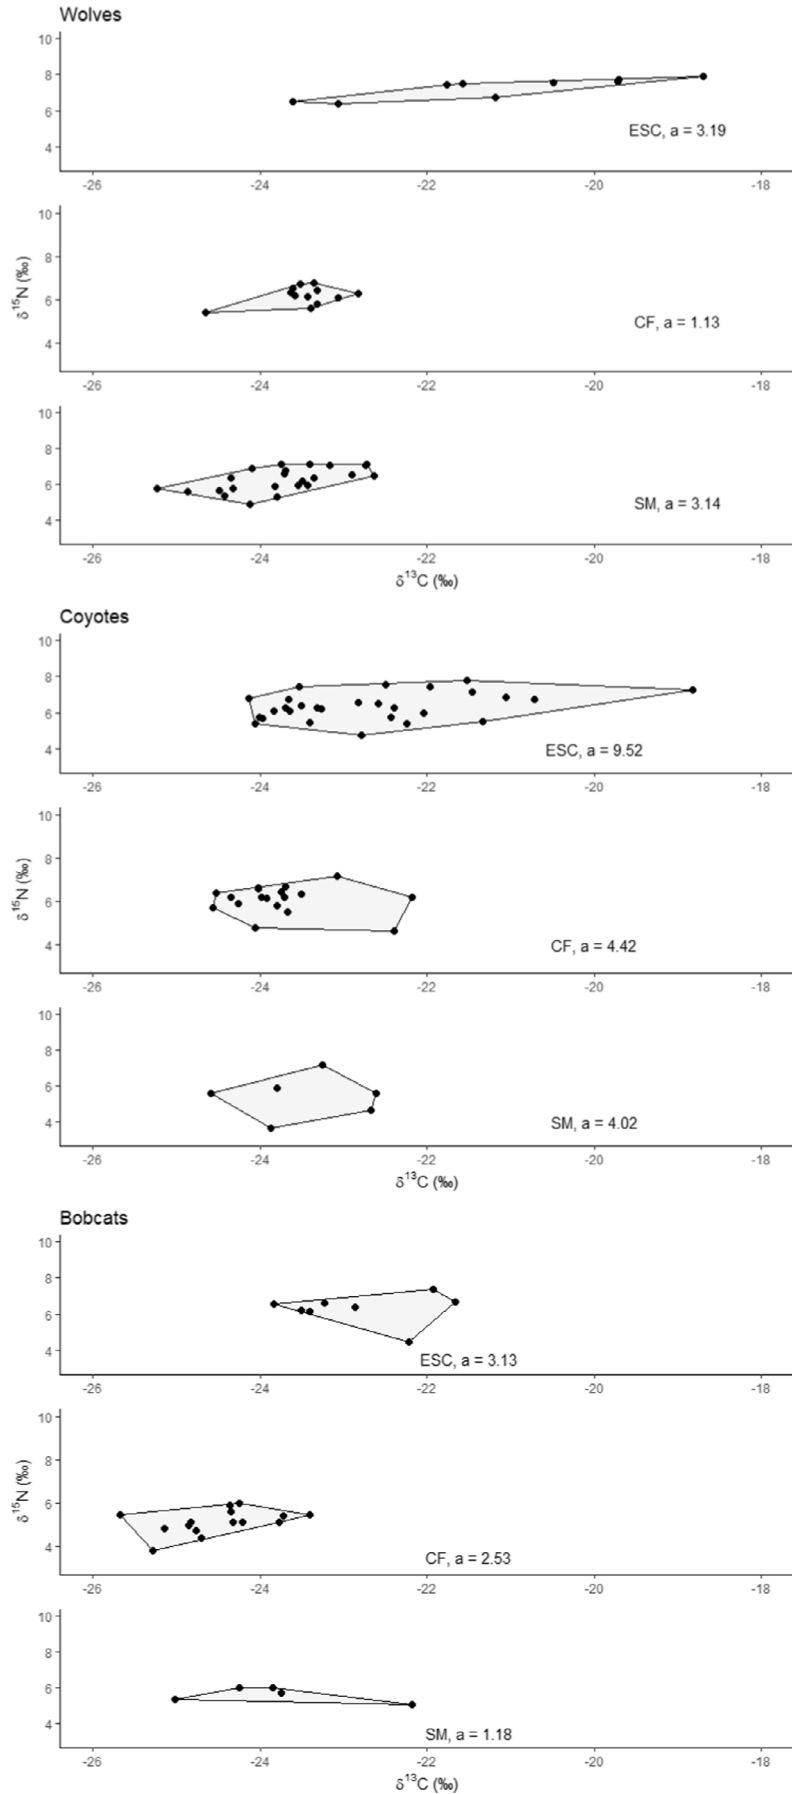 Wolves
10
8
6
4
ESC, a = 3.19
-26 -24 -22 -20 -18
10
8
6
4
δ¹⁵N (‰)
CF, a = 1.13
-26 -24 -22 -20 -18
10
8
6
4
SM, a = 3.14
-26 -24 -22 -20 -18
δ¹³C (‰)
Coyotes
10
8
6
4
ESC, a = 9.52
-26 -24 -22 -20 -18
10
8
6
4
δ¹⁵N (‰)
CF, a = 4.42
-26 -24 -22 -20 -18
10
8
6
4
SM, a = 4.02
-26 -24 -22 -20 -18
δ¹³C (‰)
Bobcats
10
8
6
4
ESC, a = 3.13
-26 -24 -22 -20 -18
10
8
6
4
δ¹⁵N (‰)
CF, a = 2.53
-26 -24 -22 -20 -18
10
8
6
4
SM, a = 1.18
-26 -24 -22 -20 -18
δ¹³C (‰)